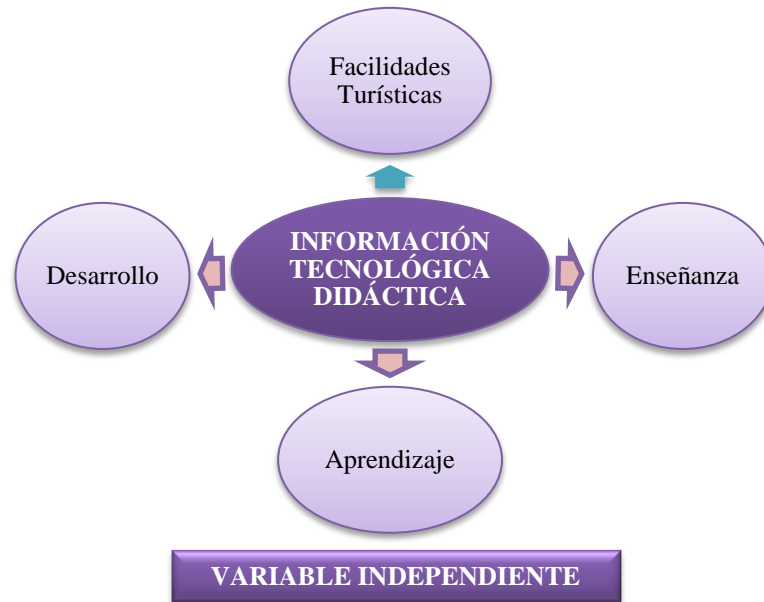 Facilidades
Turísticas
INFORMACIÓN
TECNOLÓGICA
DIDÁCTICA
Desarrollo
Enseñanza
Aprendizaje
VARIABLE INDEPENDIENTE